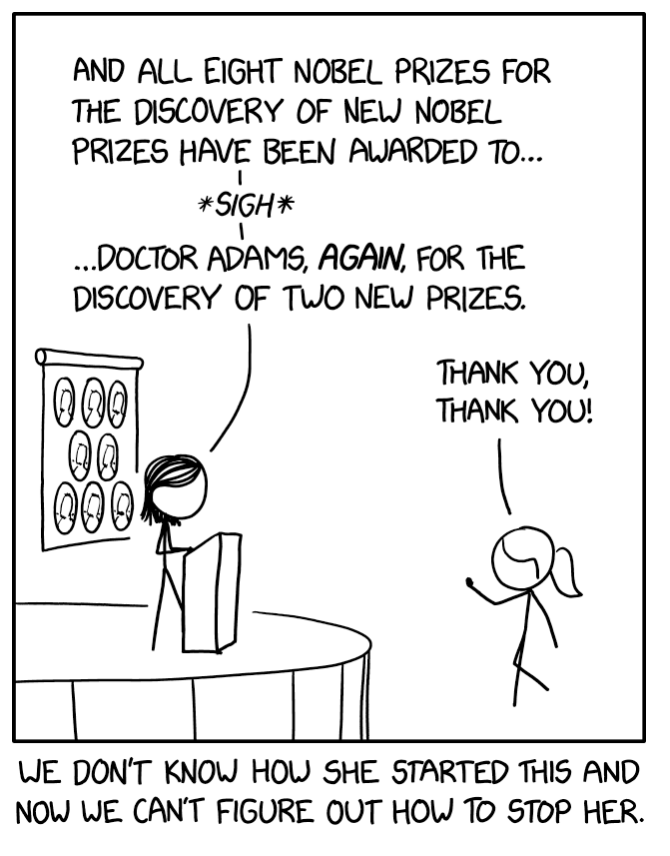 AND ALL EIGHT NOBEL PRIZES FOR
THE DISCOVERY OF NEW NOBEL
PRIZES HAVE BEEN AWARDED TO...
*SIGH*
...DOCTOR ADAMS, AGAIN, FOR THE
DISCOVERY OF TWO NEW PRIZES.
THANK YOU,
THANK YOU!
WE DON'T KNOW HOW SHE STARTED THIS AND
NOW WE CAN'T FIGURE OUT HOW TO STOP HER.